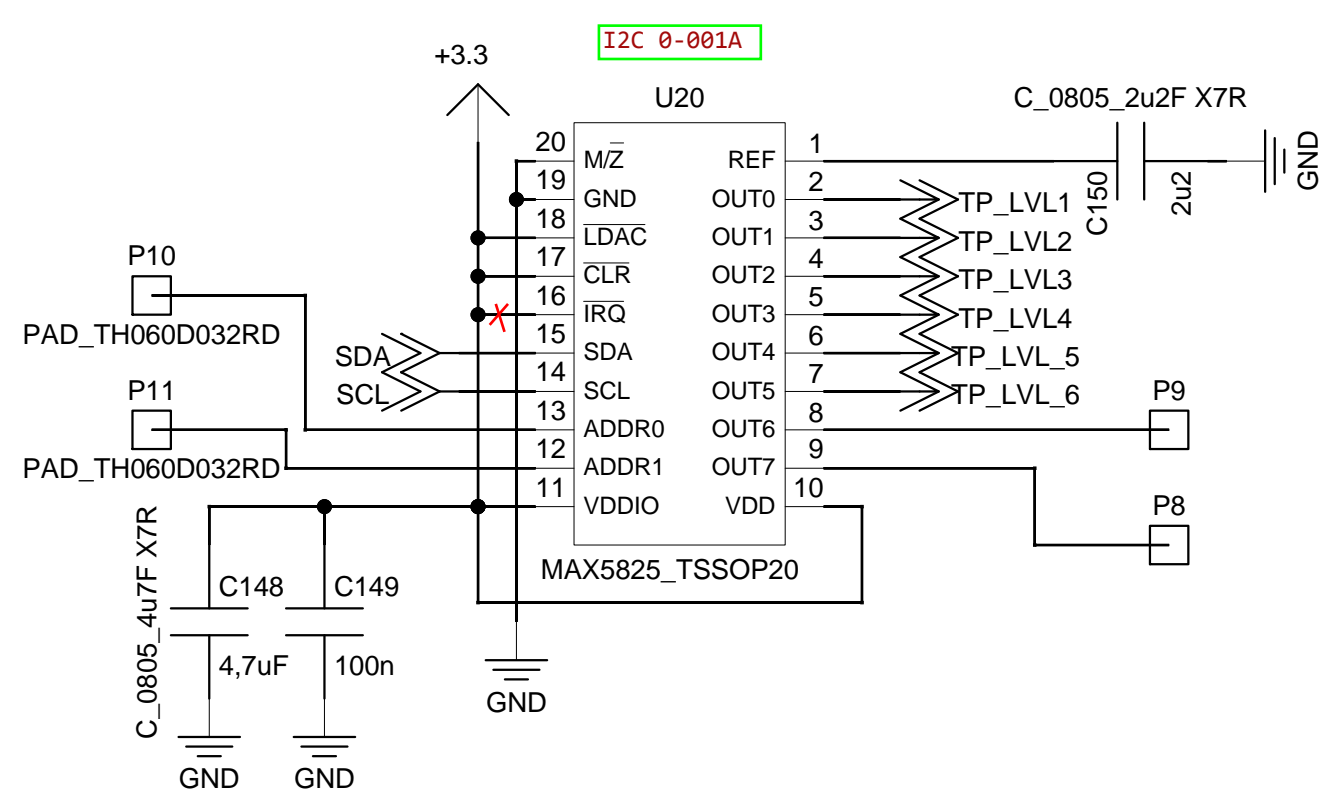 I2C 0-001A
+3.3
U20
C_0805_2u2F X7R
20 M/Z REF 1
19 GND OUT0 2 TP_LVL1
18 LDAC OUT1 3 TP_LVL2
17 CLR OUT2 4 TP_LVL3
16 IRQ OUT3 5 TP_LVL4
SDA 15 SDA OUT4 6 TP_LVL_5
SCL 14 SCL OUT5 7 TP_LVL_6
13 ADDR0 OUT6 8
12 ADDR1 OUT7 9
11 VDDIO VDD 10
MAX5825_TSSOP20
C150
2u2
GND
P10
PAD_TH060D032RD
P11
PAD_TH060D032RD
P9
P8
C_0805_4u7F X7R
C148
4,7uF
C149
100n
GND
GND
GND